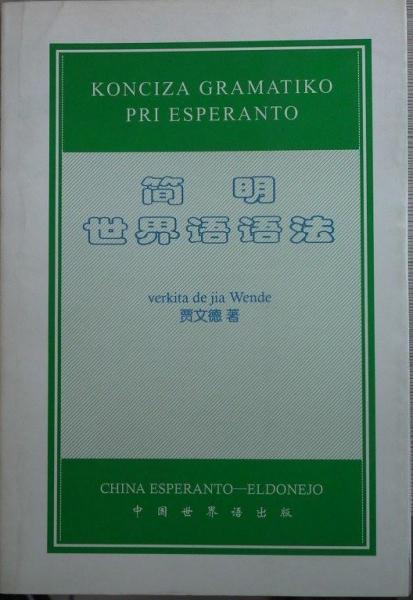 KONCIZA GRAMATIKO
PRI ESPERANTO
简 明
世界语语法
verkita de jia Wende
贾文德 著
CHINA ESPERANTO—ELDONEJO
中国世界语出版